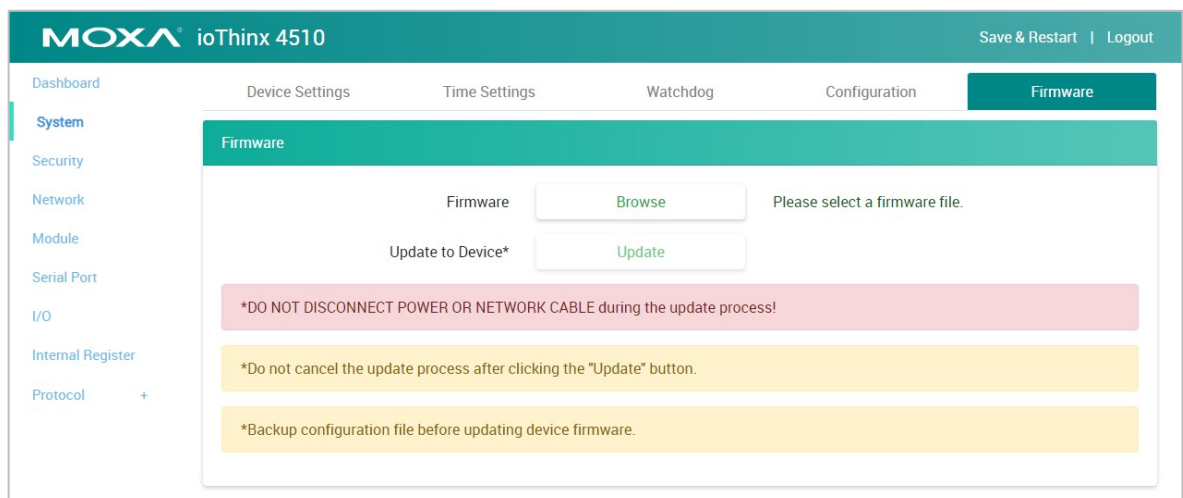 MOXA® ioThinx 4510
Save & Restart | Logout
Dashboard
System
Security
Network
Module
Serial Port
I/O
Internal Register
Protocol +
Device Settings Time Settings Watchdog Configuration Firmware
Firmware
Firmware Browse Please select a firmware file.
Update to Device* Update
*DO NOT DISCONNECT POWER OR NETWORK CABLE during the update process!
*Do not cancel the update process after clicking the "Update" button.
*Backup configuration file before updating device firmware.